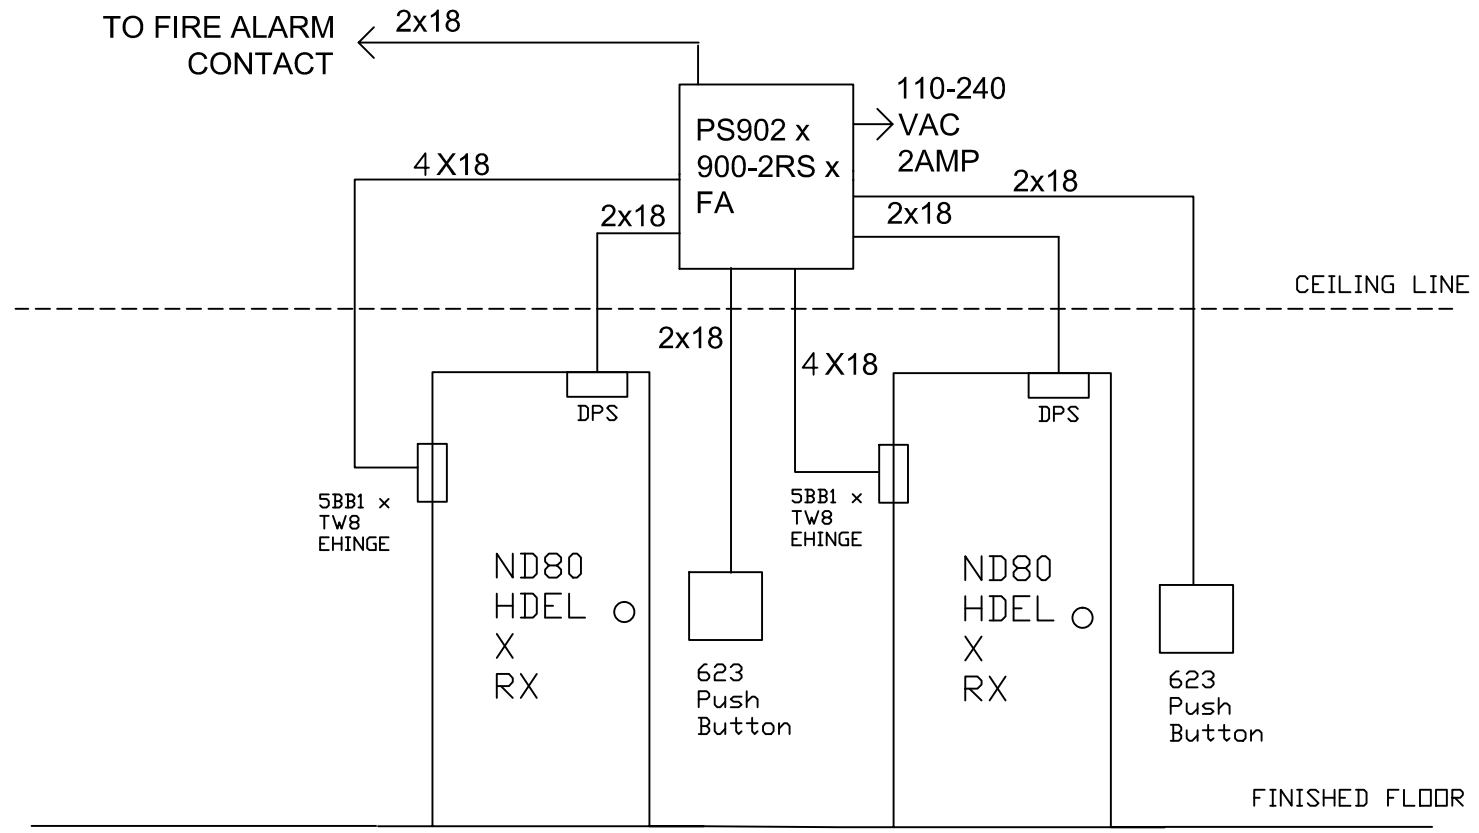 TO FIRE ALARM
CONTACT
2x18
110-240
VAC
2AMP
PS902 x
900-2RS x
FA
4 X18
2x18
2x18
2x18
CEILING LINE
2x18
4 X18
DPS
DPS
5BB1 x
TW8
EHINGE
5BB1 x
TW8
EHINGE
ND80
HDEL
X
RX
ND80
HDEL
X
RX
623
Push
Button
623
Push
Button
FINISHED FLOOR